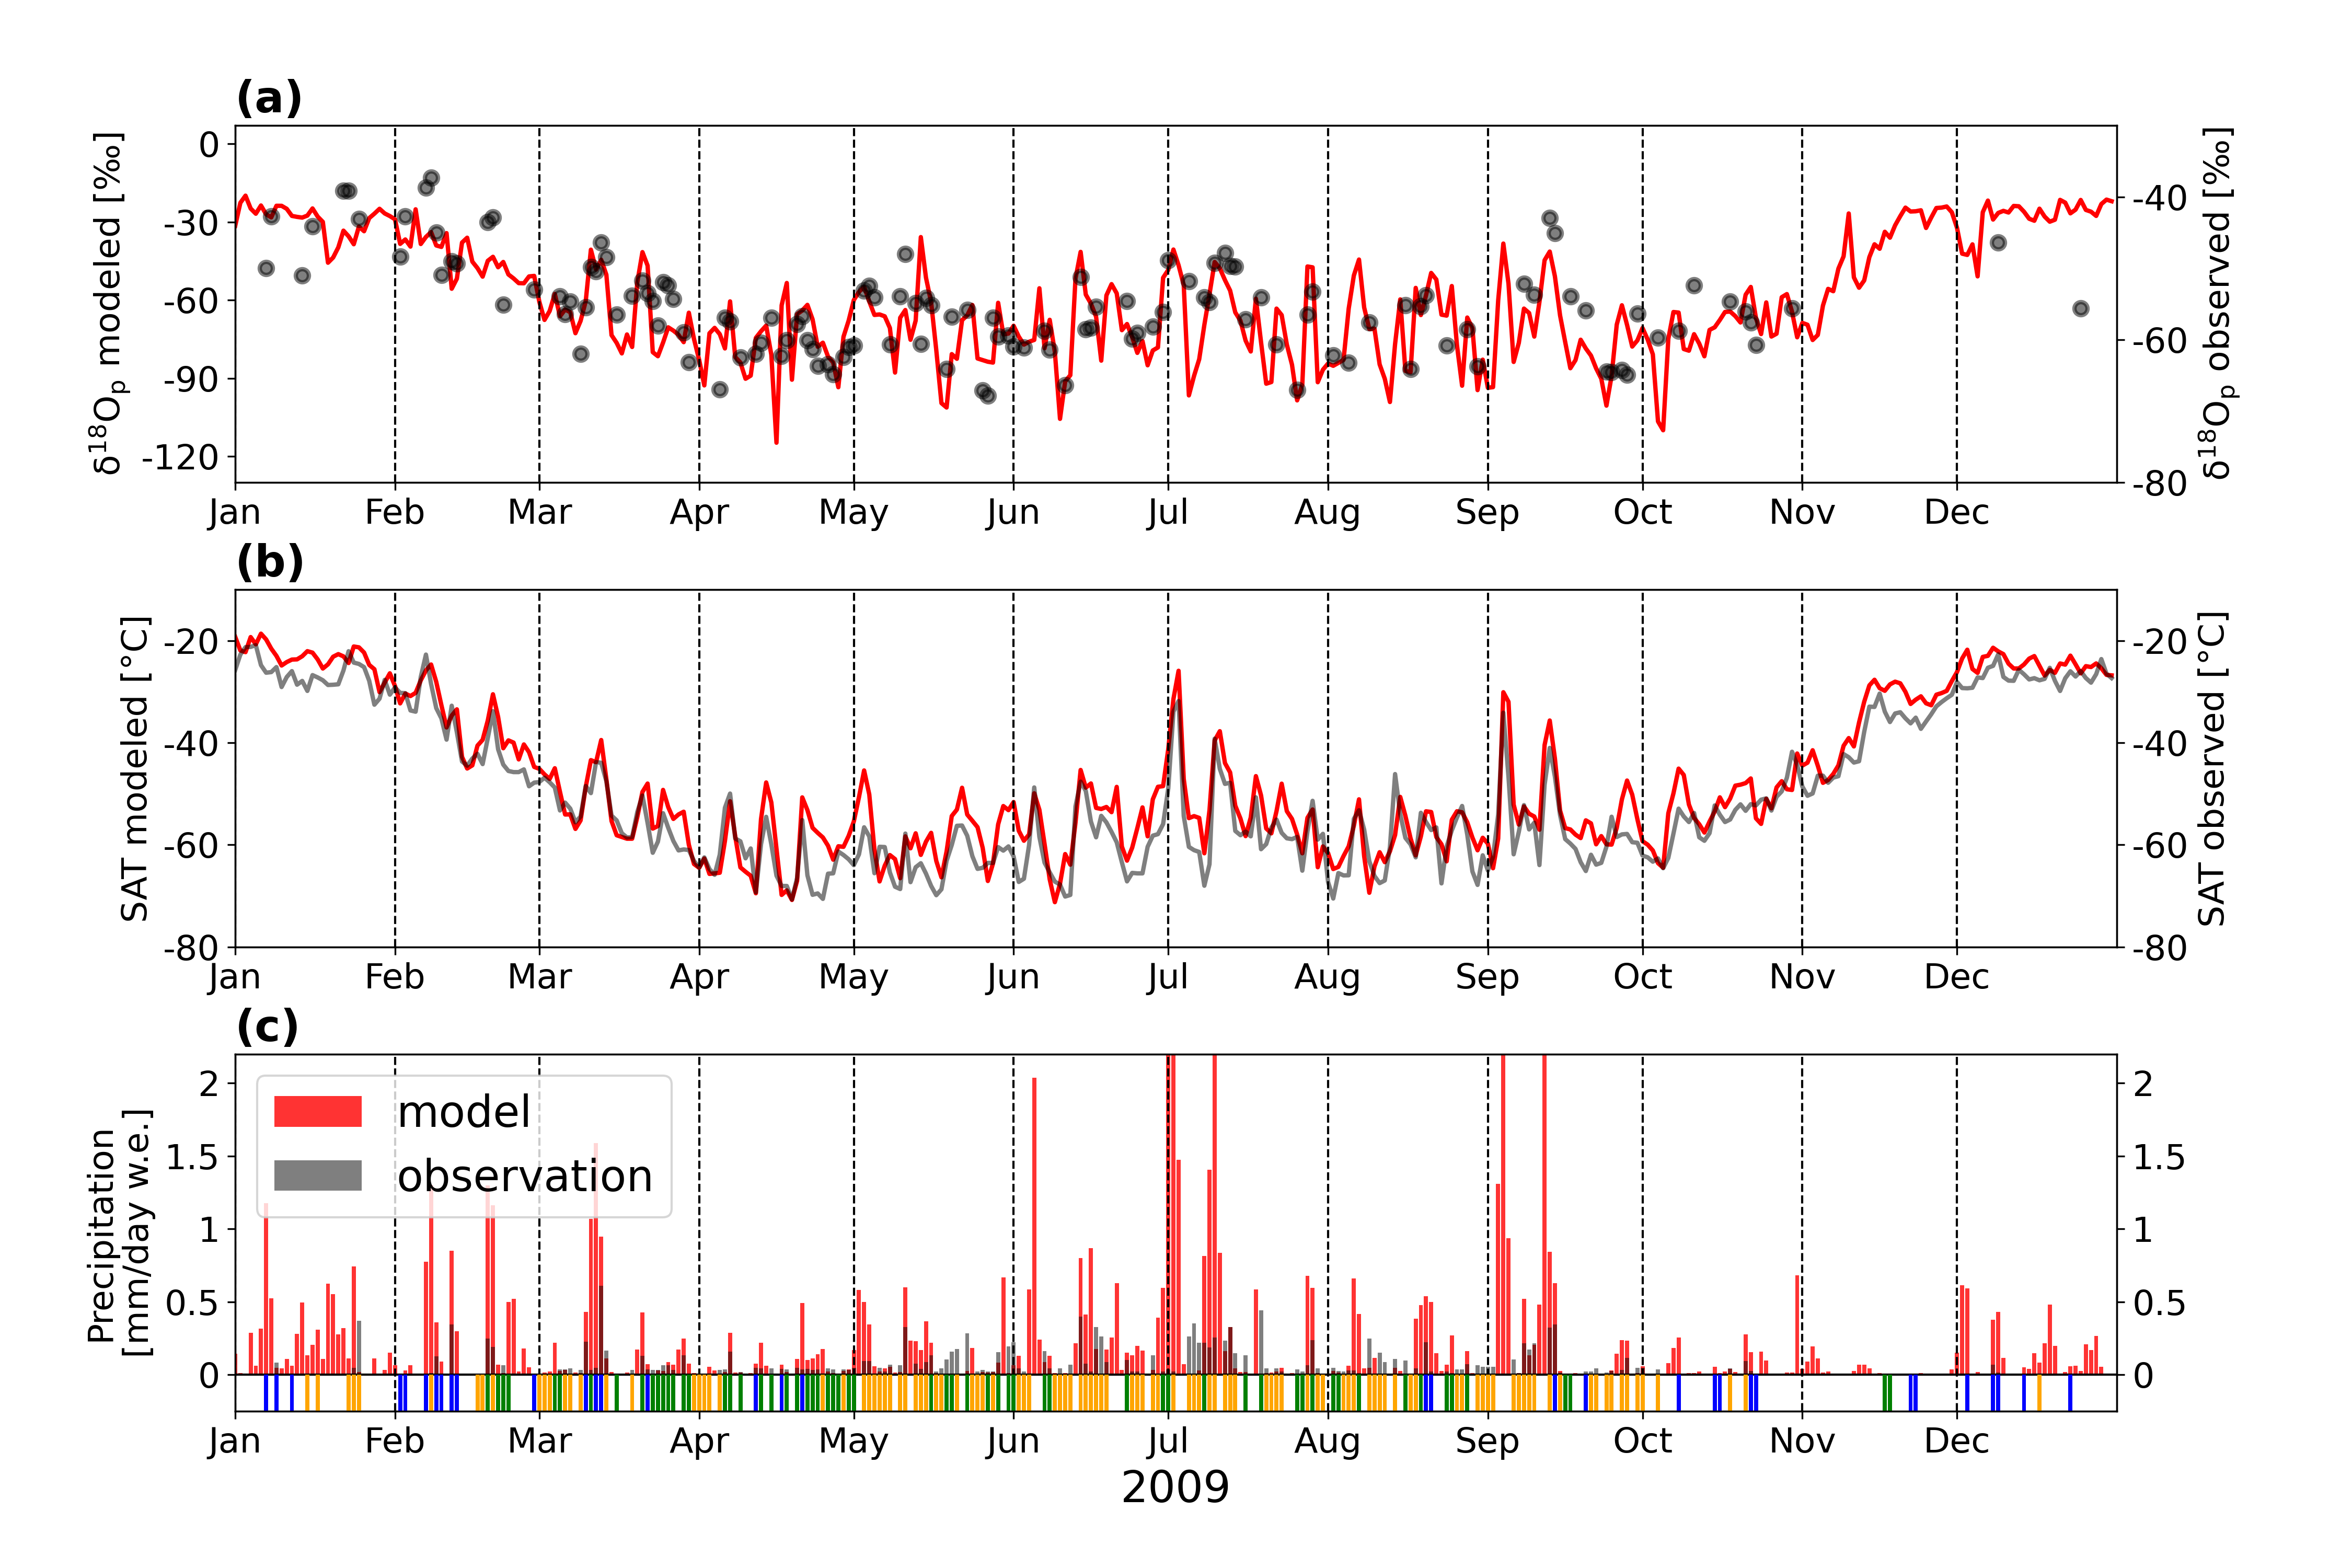 (a)
δ¹⁸Oₚ modeled [‰]
0
-30
-60
-90
-120
δ¹⁸Oₚ observed [‰]
-40
-60
-80
Jan Feb Mar Apr May Jun Jul Aug Sep Oct Nov Dec
(b)
SAT modeled [°C]
-20
-40
-60
-80
SAT observed [°C]
-20
-40
-60
-80
Jan Feb Mar Apr May Jun Jul Aug Sep Oct Nov Dec
(c)
Precipitation
[mm/day w.e.]
2
1.5
1
0.5
0
model
observation
2
1.5
1
0.5
0
Jan Feb Mar Apr May Jun Jul Aug Sep Oct Nov Dec
2009